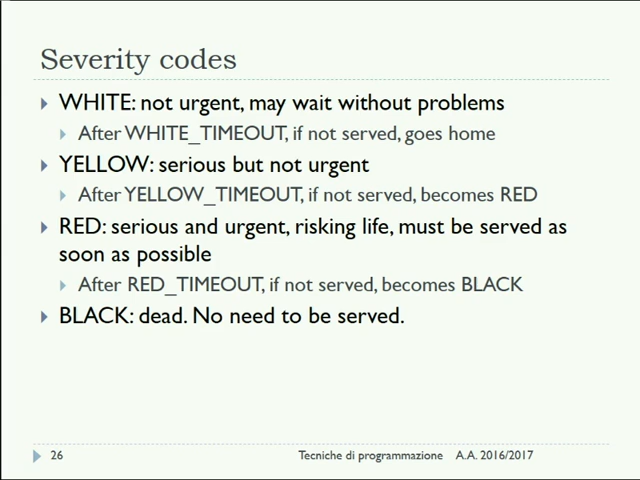 Severity codes
WHITE: not urgent, may wait without problems
After WHITE_TIMEOUT, if not served, goes home
YELLOW: serious but not urgent
After YELLOW_TIMEOUT, if not served, becomes RED
RED: serious and urgent, risking life, must be served as
soon as possible
After RED_TIMEOUT, if not served, becomes BLACK
BLACK: dead. No need to be served.
26 Tecniche di programmazione A.A. 2016/2017